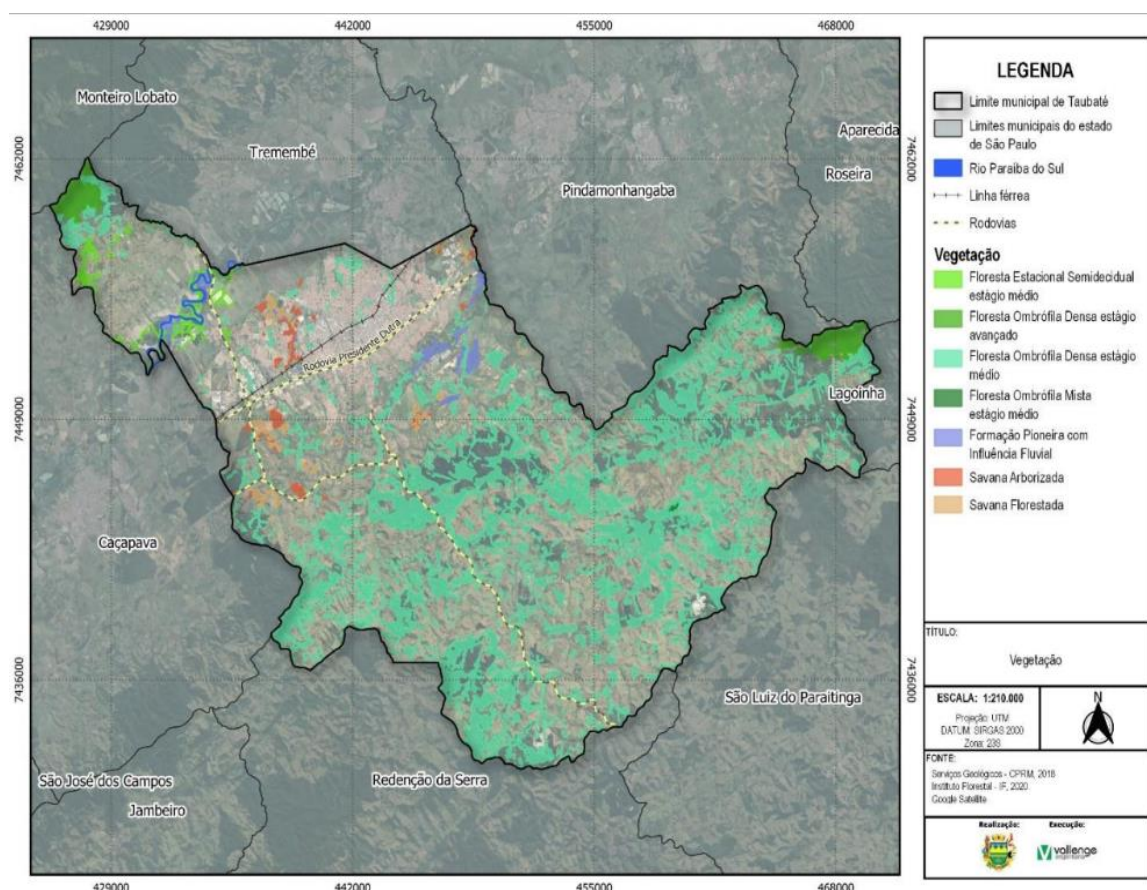 429000 442000 455000 468000
Monteiro Lobato
Tremembé
Pindamonhangaba
Aparecida
Roseira
7462000
7462000
Rodovia Presidente Dutra
Lagoinha
7449000
7449000
Caçapava
7436000
7436000
São Luiz do Paraitinga
São José dos Campos
Jambeiro
Redenção da Serra
429000 442000 455000 468000
LEGENDA
Limite municipal de Taubaté
Limites municipais do estado
de São Paulo
Rio Paraiba do Sul
Linha férrea
Rodovias
Vegetação
Floresta Estacional Semidecidual
estágio médio
Floresta Ombrófila Densa estágio
avançado
Floresta Ombrófila Densa estágio
médio
Floresta Ombrófila Mista
estágio médio
Formação Pioneira com
Influência Fluvial
Savana Arborizada
Savana Florestada
TÍTULO:
Vegetação
ESCALA: 1:210.000
Projeção: UTM
DATUM: SIRGAS 2000
Zona: 23S
N
FONTE:
Serviços Geológicos - CPRM, 2018
Instituto Florestal - IF, 2020
Google Satellite
Realização: Execução:
vallenge